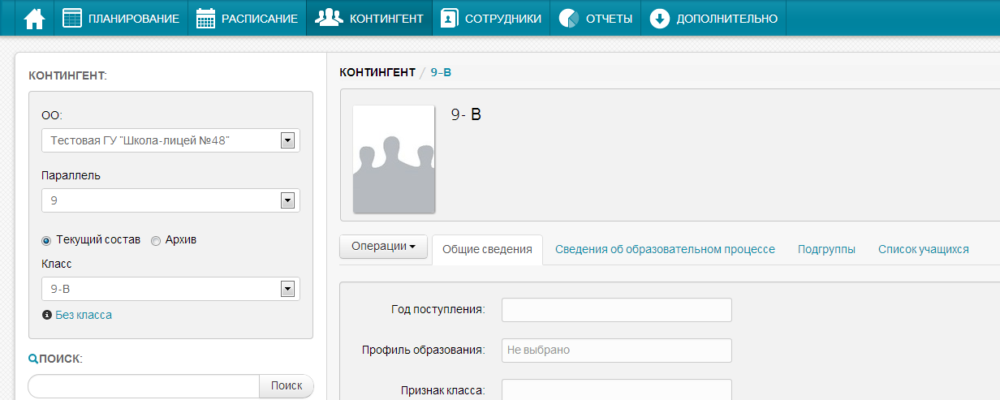 ПЛАНИРОВАНИЕ РАСПИСАНИЕ КОНТИНГЕНТ СОТРУДНИКИ ОТЧЕТЫ ДОПОЛНИТЕЛЬНО
КОНТИНГЕНТ:
ОО:
Тестовая ГУ "Школа-лицей №48"
Параллель
9
Текущий состав Архив
Класс
9-В
Без класса
ПОИСК:
Поиск
КОНТИНГЕНТ / 9-В
9- В
Операции Общие сведения Сведения об образовательном процессе Подгруппы Список учащихся
Год поступления:
Профиль образования: Не выбрано
Признак класса: